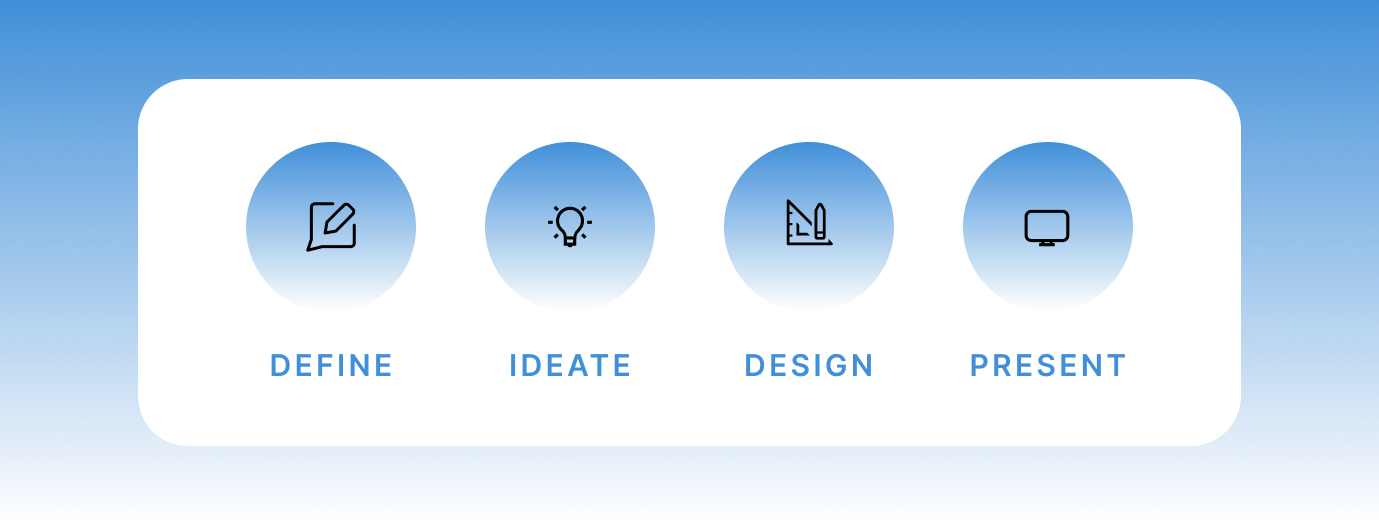 DEFINE
IDEATE
DESIGN
PRESENT